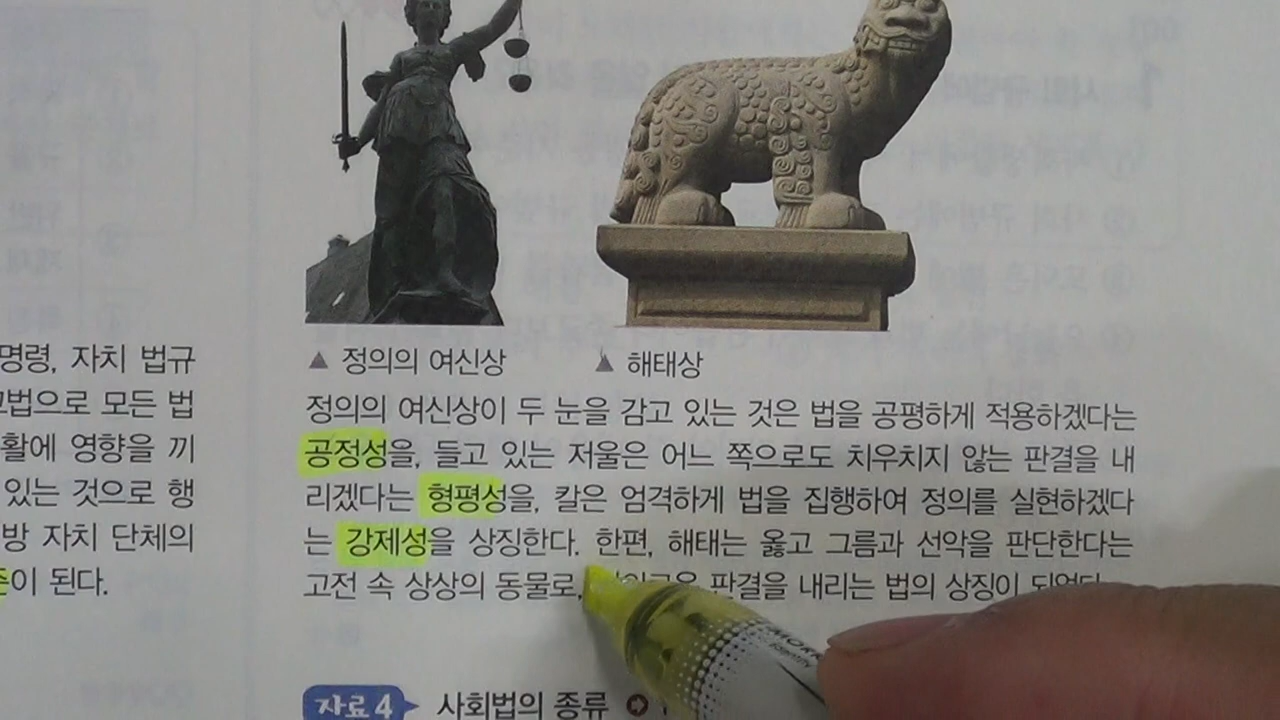 명령, 자치 법규
법으로 모든 법
활에 영향을 끼
있는 것으로 행
방 자치 단체의
이 된다.
▲ 정의의 여신상
▲ 해태상
정의의 여신상이 두 눈을 감고 있는 것은 법을 공평하게 적용하겠다는
공정성을, 들고 있는 저울은 어느 쪽으로도 치우치지 않는 판결을 내
리겠다는 형평성을, 칼은 엄격하게 법을 집행하여 정의를 실현하겠다
는 강제성을 상징한다. 한편, 해태는 옳고 그름과 선악을 판단한다는
고전 속 상상의 동물로, 판결을 내리는 법의 상징이 되었다.
자료 4 사회법의 종류